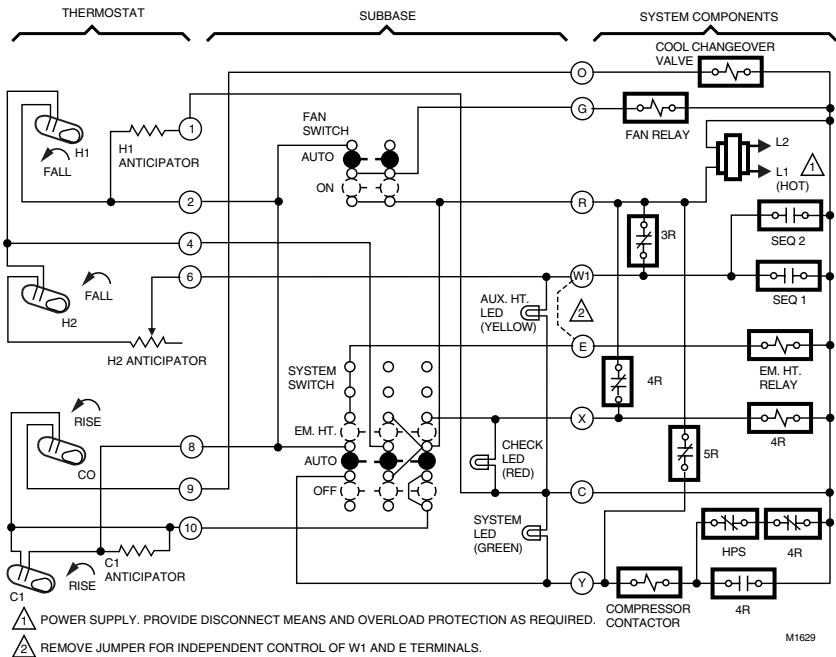 THERMOSTAT
SUBBASE
SYSTEM COMPONENTS
COOL CHANGEOVER
VALVE
O
G
FAN RELAY
FAN
SWITCH
AUTO
ON
H1
FALL
H1
ANTICIPATOR
1
2
R
L2
L1
(HOT)
1
3R
SEQ 2
4
6
W1
SEQ 1
FALL
H2
H2 ANTICIPATOR
AUX. HT.
LED
(YELLOW)
2
E
EM. HT.
RELAY
SYSTEM
SWITCH
4R
X
4R
RISE
CO
EM. HT.
AUTO
OFF
8
9
10
CHECK
LED
(RED)
5R
C
SYSTEM
LED
(GREEN)
HPS
4R
C1
RISE
C1
ANTICIPATOR
Y
COMPRESSOR
CONTACTOR
4R
1 POWER SUPPLY. PROVIDE DISCONNECT MEANS AND OVERLOAD PROTECTION AS REQUIRED.
2 REMOVE JUMPER FOR INDEPENDENT CONTROL OF W1 AND E TERMINALS.
M1629